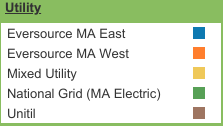 Utility
Eversource MA East
Eversource MA West
Mixed Utility
National Grid (MA Electric)
Unitil